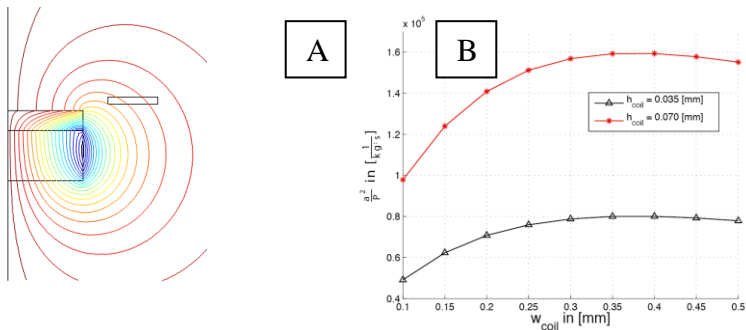 A
B
x 10^5
1.6
1.4
1.2
1
0.8
0.6
0.4
a^2/P in [1/(kg·s)]
h_coil = 0.035 [mm]
h_coil = 0.070 [mm]
0.1 0.15 0.2 0.25 0.3 0.35 0.4 0.45 0.5
w_coil in [mm]